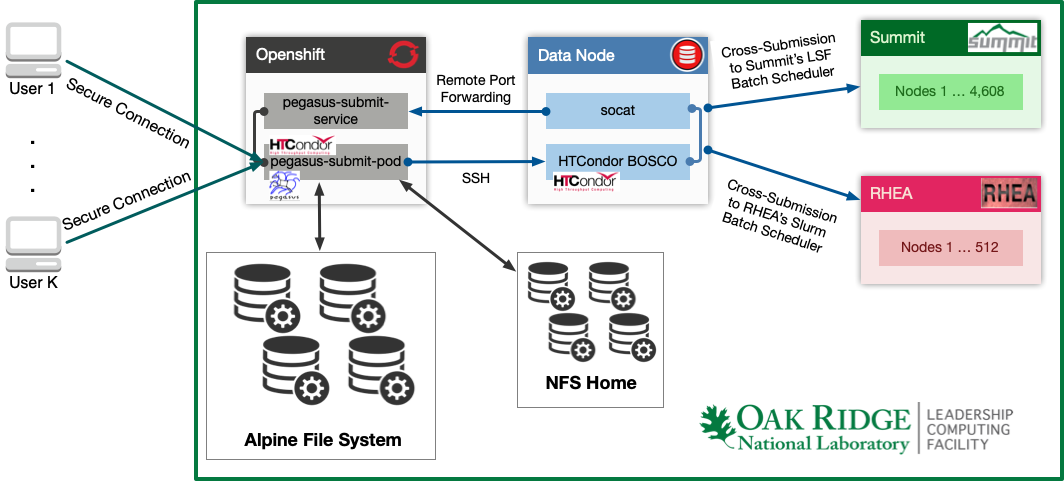 User 1
.
.
.
User K
Secure Connection
Secure Connection
Openshift
pegasus-submit-
service
HTCondor
High Throughput Computing
pegasus-submit-pod
pegasus
Remote Port
Forwarding
SSH
Data Node
socat
HTCondor BOSCO
HTCondor
High Throughput Computing
Cross-Submission
to Summit's LSF
Batch Scheduler
Cross-Submission
to RHEA's Slurm
Batch Scheduler
Summit
summit
Nodes 1 ... 4,608
RHEA
RHEA
Nodes 1 ... 512
Alpine File System
NFS Home
OAK RIDGE
National Laboratory
LEADERSHIP
COMPUTING
FACILITY